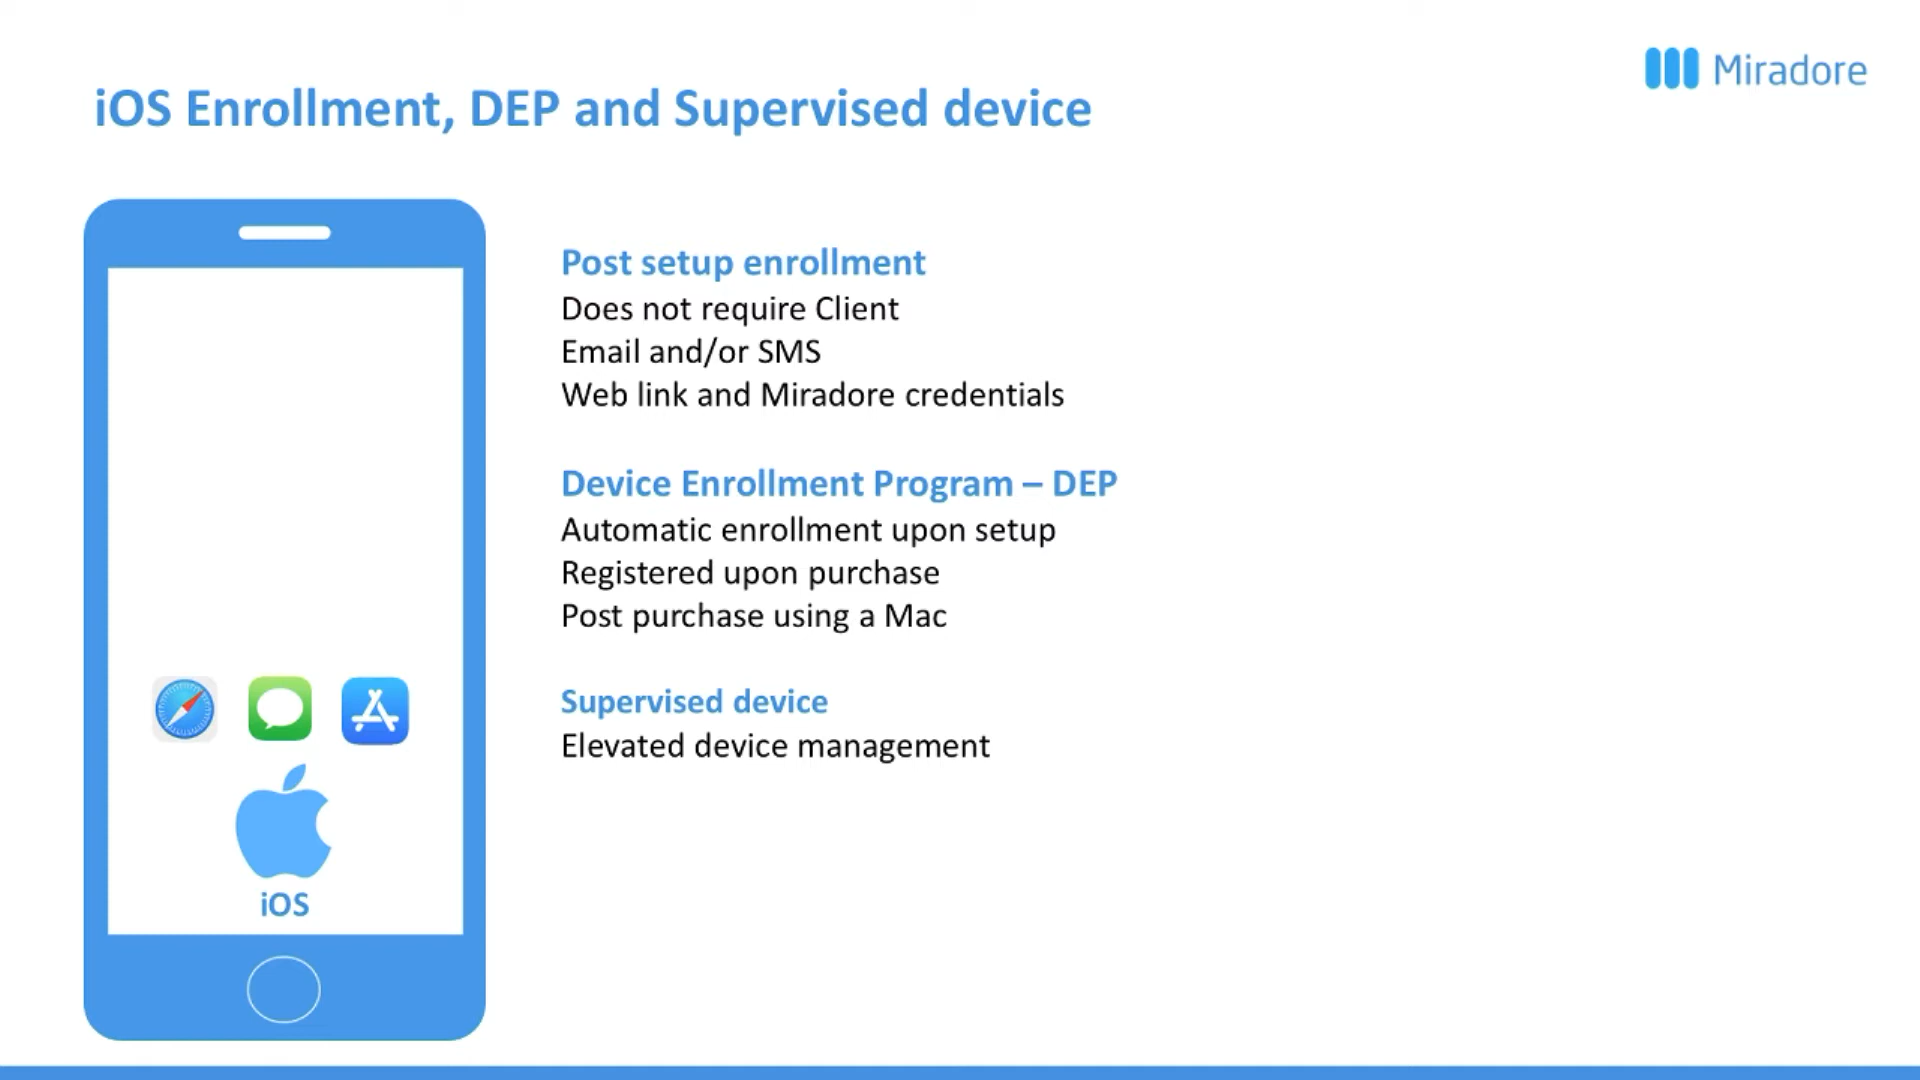 Miradore
iOS Enrollment, DEP and Supervised device
Post setup enrollment
Does not require Client
Email and/or SMS
Web link and Miradore credentials
Device Enrollment Program – DEP
Automatic enrollment upon setup
Registered upon purchase
Post purchase using a Mac
Supervised device
Elevated device management
iOS